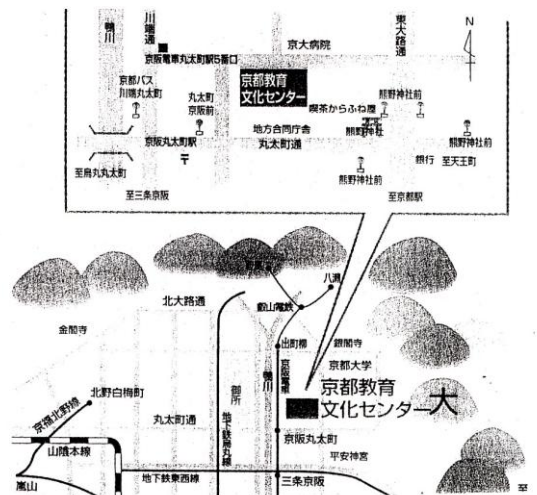 鴨川
川端通
京阪電車丸太町駅5番口
京大病院
東大路通
N
京都バス
川端丸太町
丸太町
京阪前
京都教育
文化センター
喫茶からふね屋
熊野神社前
熊野神社
熊野神社前
京阪丸太町駅
地方合同庁舎
丸太町通
銀行
至天王町
至烏丸丸太町
〒
熊野神社前
至三条京阪
至京都駅
八瀬
北大路通
叡山電鉄
金閣寺
出町柳
銀閣寺
京都大学
京阪電車
鴨川
御所
地下鉄烏丸線
北野白梅町
京福北野線
京都教育
文化センター
大
丸太町通
京阪丸太町
山陰本線
平安神宮
地下鉄東西線
三条京阪
嵐山
至